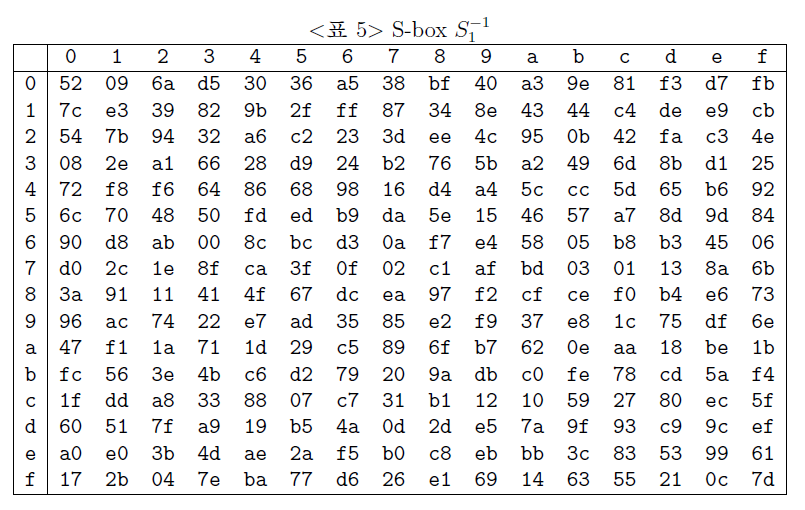 <표 5> S-box S₁⁻¹
0 1 2 3 4 5 6 7 8 9 a b c d e f
0 52 09 6a d5 30 36 a5 38 bf 40 a3 9e 81 f3 d7 fb
1 7c e3 39 82 9b 2f ff 87 34 8e 43 44 c4 de e9 cb
2 54 7b 94 32 a6 c2 23 3d ee 4c 95 0b 42 fa c3 4e
3 08 2e a1 66 28 d9 24 b2 76 5b a2 49 6d 8b d1 25
4 72 f8 f6 64 86 68 98 16 d4 a4 5c cc 5d 65 b6 92
5 6c 70 48 50 fd ed b9 da 5e 15 46 57 a7 8d 9d 84
6 90 d8 ab 00 8c bc d3 0a f7 e4 58 05 b8 b3 45 06
7 d0 2c 1e 8f ca 3f 0f 02 c1 af bd 03 01 13 8a 6b
8 3a 91 11 41 4f 67 dc ea 97 f2 cf ce f0 b4 e6 73
9 96 ac 74 22 e7 ad 35 85 e2 f9 37 e8 1c 75 df 6e
a 47 f1 1a 71 1d 29 c5 89 6f b7 62 0e aa 18 be 1b
b fc 56 3e 4b c6 d2 79 20 9a db c0 fe 78 cd 5a f4
c 1f dd a8 33 88 07 c7 31 b1 12 10 59 27 80 ec 5f
d 60 51 7f a9 19 b5 4a 0d 2d e5 7a 9f 93 c9 9c ef
e a0 e0 3b 4d ae 2a f5 b0 c8 eb bb 3c 83 53 99 61
f 17 2b 04 7e ba 77 d6 26 e1 69 14 63 55 21 0c 7d